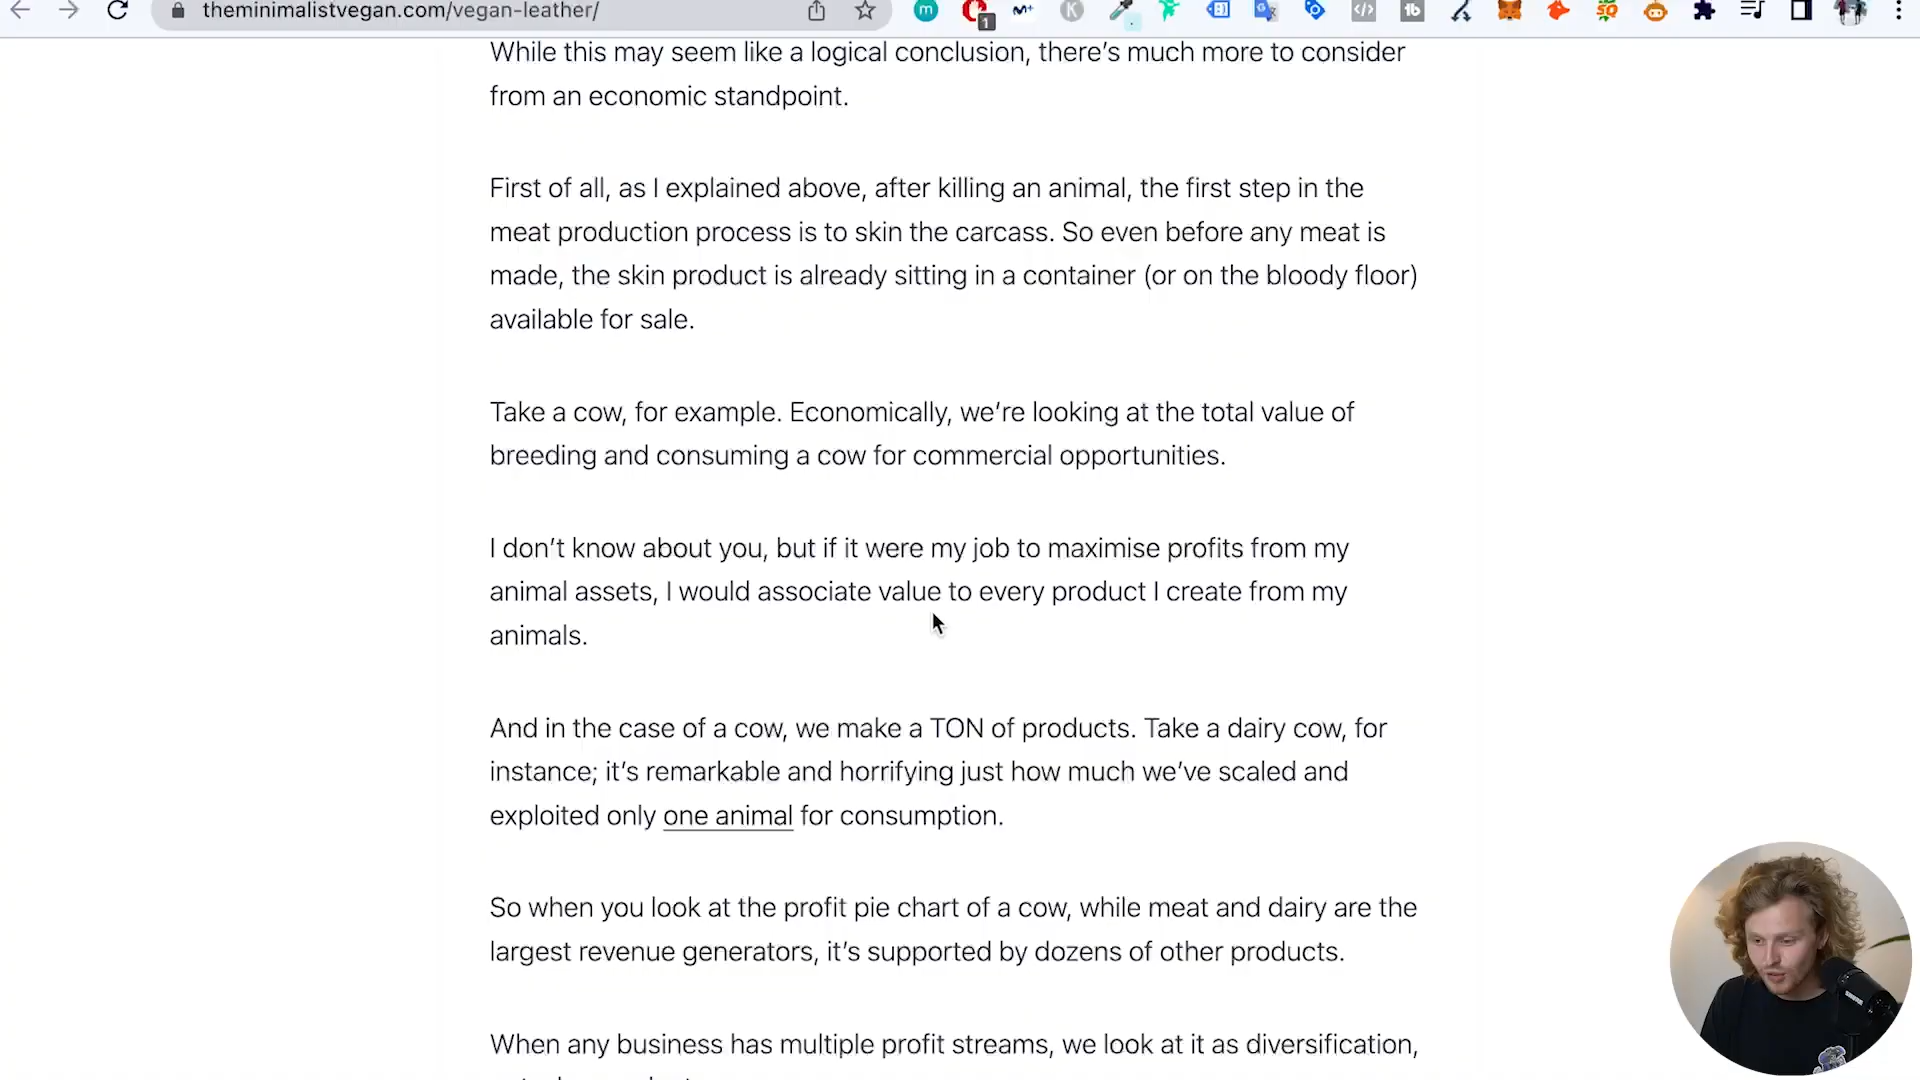 theminimalistvegan.com/vegan-leather/
While this may seem like a logical conclusion, there's much more to consider
from an economic standpoint.
First of all, as I explained above, after killing an animal, the first step in the
meat production process is to skin the carcass. So even before any meat is
made, the skin product is already sitting in a container (or on the bloody floor)
available for sale.
Take a cow, for example. Economically, we're looking at the total value of
breeding and consuming a cow for commercial opportunities.
I don't know about you, but if it were my job to maximise profits from my
animal assets, I would associate value to every product I create from my
animals.
And in the case of a cow, we make a TON of products. Take a dairy cow, for
instance; it's remarkable and horrifying just how much we've scaled and
exploited only one animal for consumption.
So when you look at the profit pie chart of a cow, while meat and dairy are the
largest revenue generators, it's supported by dozens of other products.
When any business has multiple profit streams, we look at it as diversification,